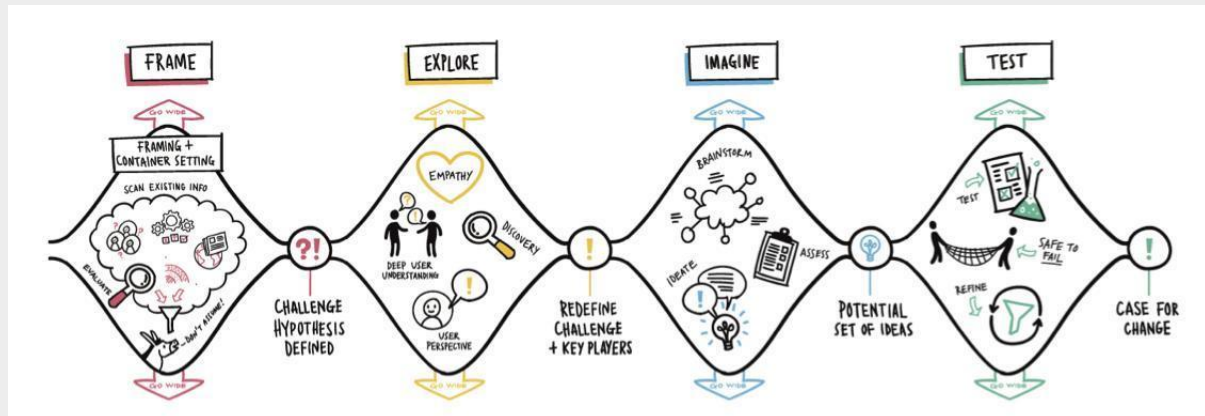 FRAME
GO WIDE
FRAMING +
CONTAINER SETTING
SCAN EXISTING INFO
EVALUATE
DON'T ASSUME!
GO WIDE
?!
CHALLENGE
HYPOTHESIS
DEFINED
EXPLORE
GO WIDE
EMPATHY
?
!
DEEP USER
UNDERSTANDING
DISCOVERY
!
USER
PERSPECTIVE
GO WIDE
!
REDEFINE
CHALLENGE
+ KEY PLAYERS
IMAGINE
GO WIDE
BRAINSTORM
ASSESS
IDEATE
!
GO WIDE
POTENTIAL
SET OF IDEAS
TEST
GO WIDE
TEST
SAFE TO
FAIL
REFINE
GO WIDE
!
CASE FOR
CHANGE